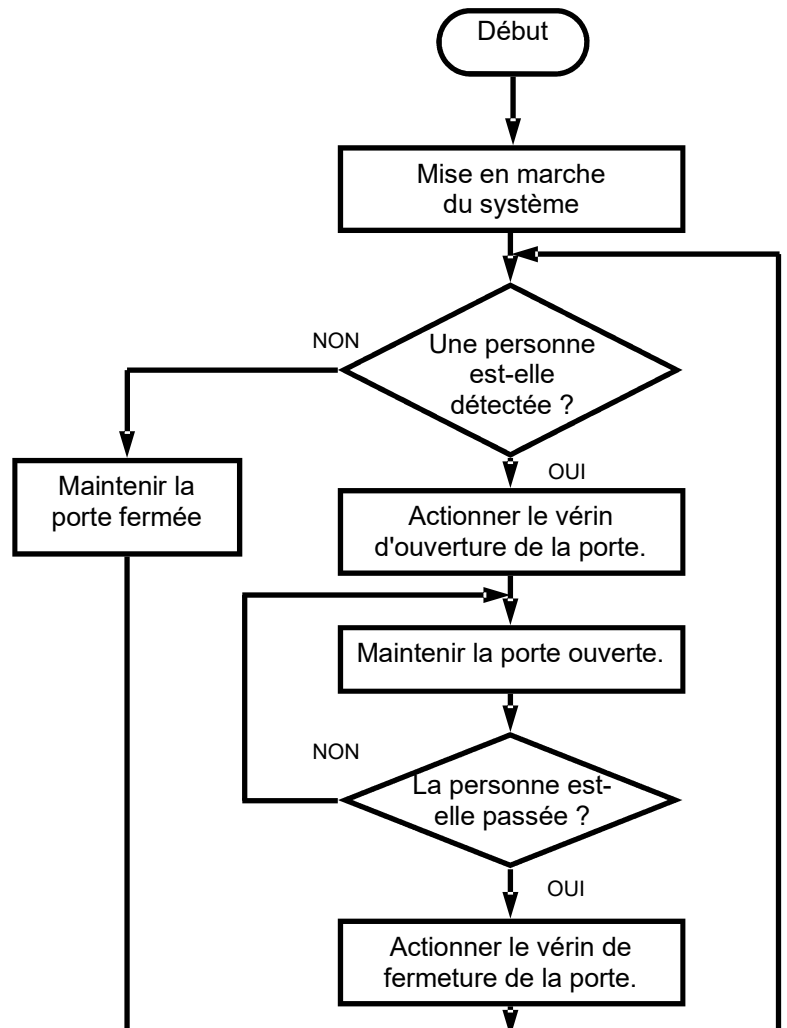 Début
Mise en marche
du système
NON
Une personne
est-elle
détectée ?
OUI
Maintenir la
porte fermée
Actionner le vérin
d'ouverture de la porte.
Maintenir la porte ouverte.
NON
La personne est-
elle passée ?
OUI
Actionner le vérin de
fermeture de la porte.